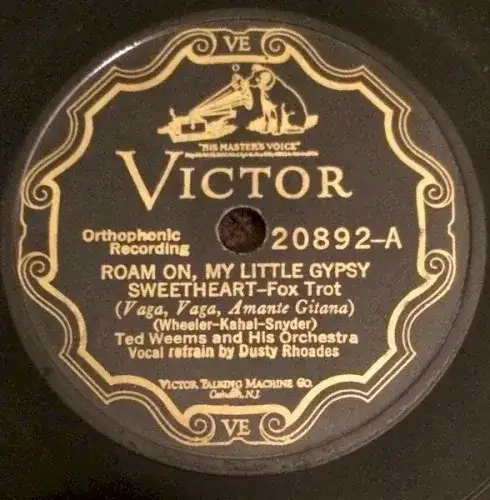 VE
"HIS MASTER'S VOICE"
VICTOR
Orthophonic Recording
20892-A
ROAM ON, MY LITTLE GYPSY
SWEETHEART-Fox Trot
(Vaga, Vaga, Amante Gitana)
(Wheeler-Kahal-Snyder)
Ted Weems and His Orchestra
Vocal refrain by Dusty Rhoades
VICTOR TALKING MACHINE CO.
Camden, N.J.
VE